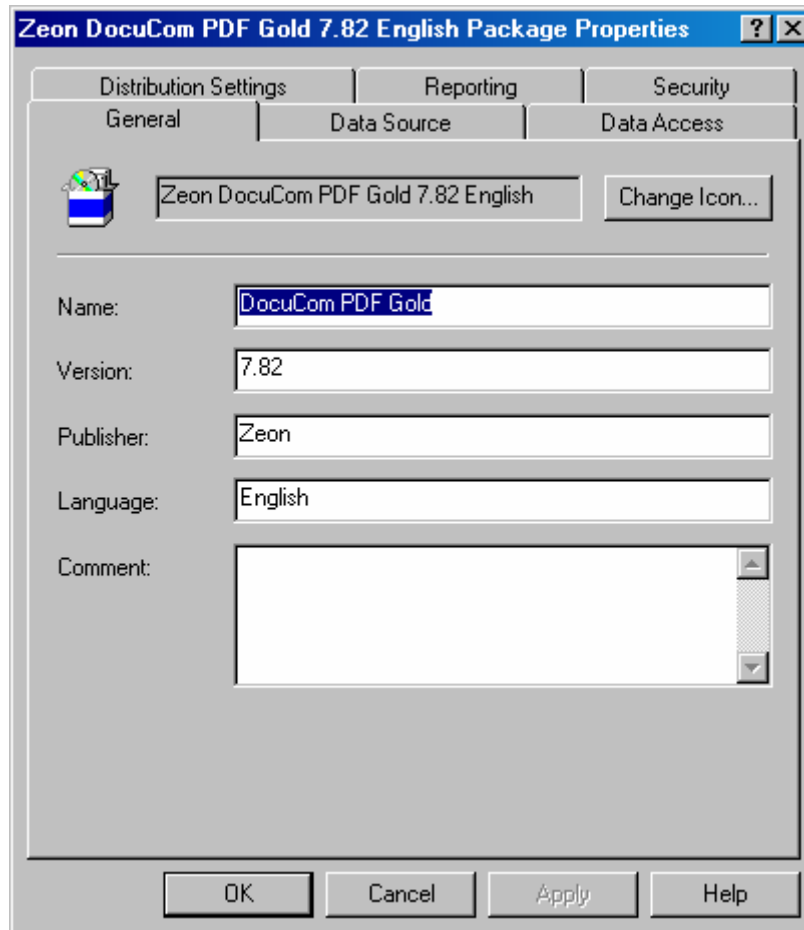 Zeon DocuCom PDF Gold 7.82 English Package Properties
Distribution Settings Reporting Security
General Data Source Data Access
Zeon DocuCom PDF Gold 7.82 English Change Icon...
Name: DocuCom PDF Gold
Version: 7.82
Publisher: Zeon
Language: English
Comment:
OK Cancel Apply Help